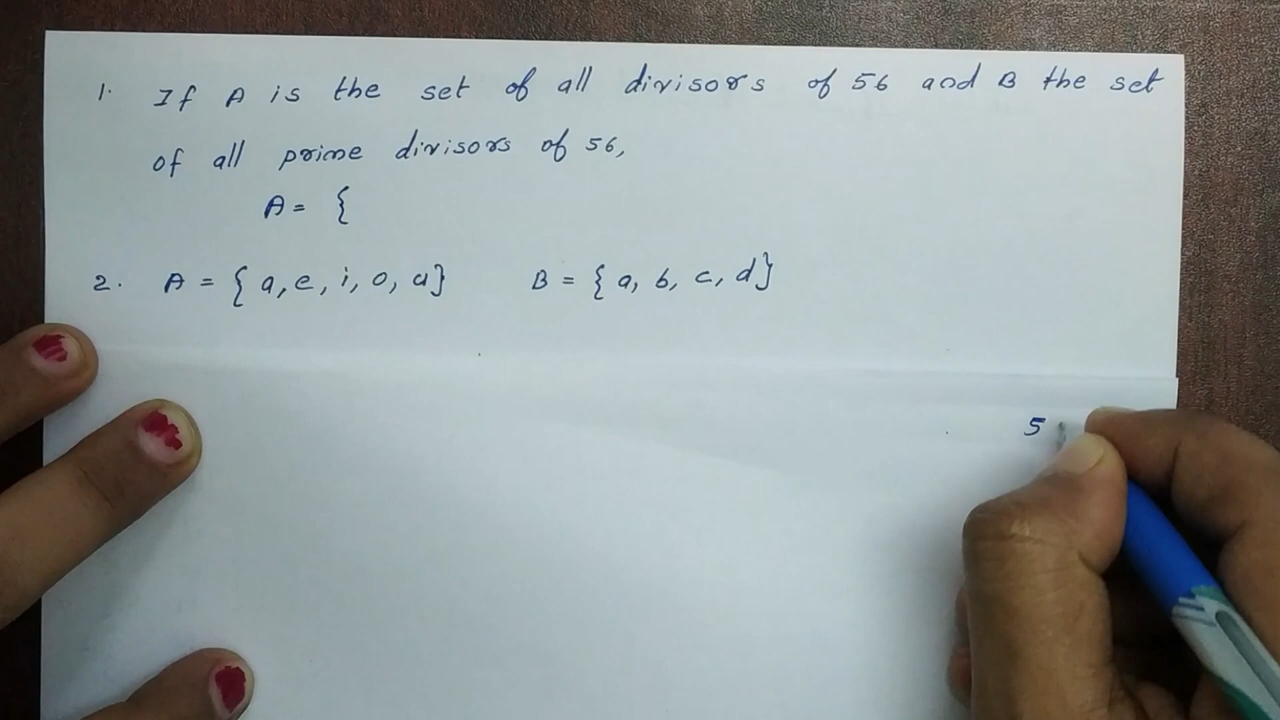 1. If A is the set of all divisors of 56 and B the set
of all prime divisors of 56,
A = {
2. A = {a, e, i, o, u} B = {a, b, c, d}
5